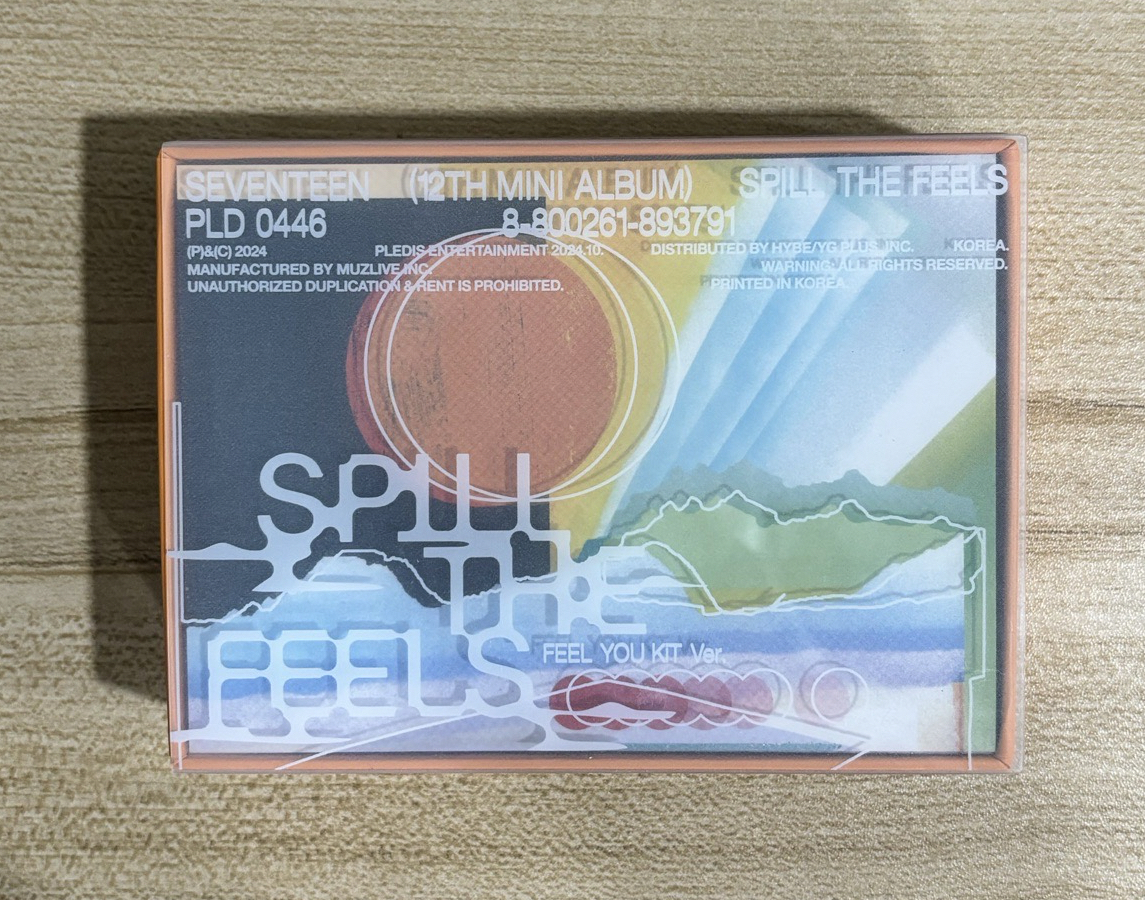 SEVENTEEN (12TH MINI ALBUM) SPILL THE FEELS
PLD 0446 8-800261-893791
(P)&(C) 2024 PLEDIS ENTERTAINMENT 2024.10. DISTRIBUTED BY HYBE/YG PLUS, INC. KOREA.
MANUFACTURED BY MUZLIVE INC. WARNING: ALL RIGHTS RESERVED.
UNAUTHORIZED DUPLICATION & RENT IS PROHIBITED. PRINTED IN KOREA.
SPILL
THE
FEELS
FEEL YOU KIT Ver.